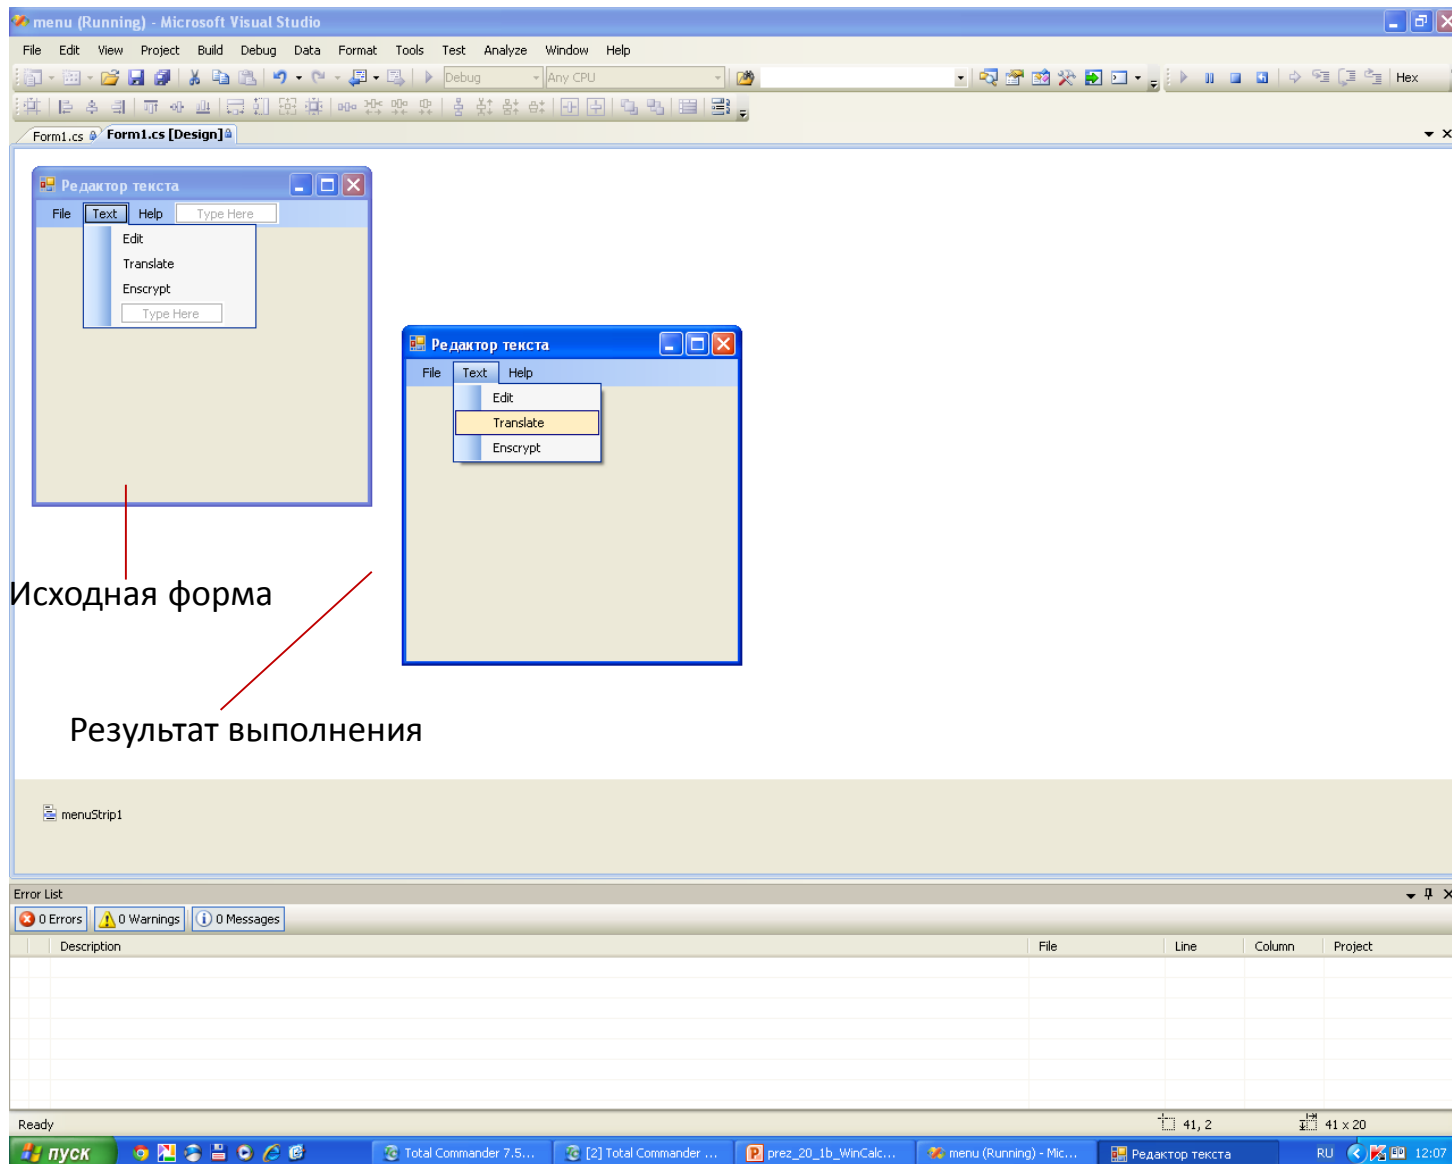 menu (Running) - Microsoft Visual Studio
File Edit View Project Build Debug Data Format Tools Test Analyze Window Help
Debug Any CPU Hex
Form1.cs Form1.cs [Design]
Редактор текста
File Text Help Type Here
Edit
Translate
Enscrypt
Type Here
Редактор текста
File Text Help
Edit
Translate
Enscrypt
Исходная форма
Результат выполнения
menuStrip1
Error List
0 Errors 0 Warnings 0 Messages
Description File Line Column Project
Ready 41, 2 41 x 20
пуск Total Commander 7.5... [2] Total Commander ... prez_20_1b_WinCalc... menu (Running) - Mic... Редактор текста RU 12:07